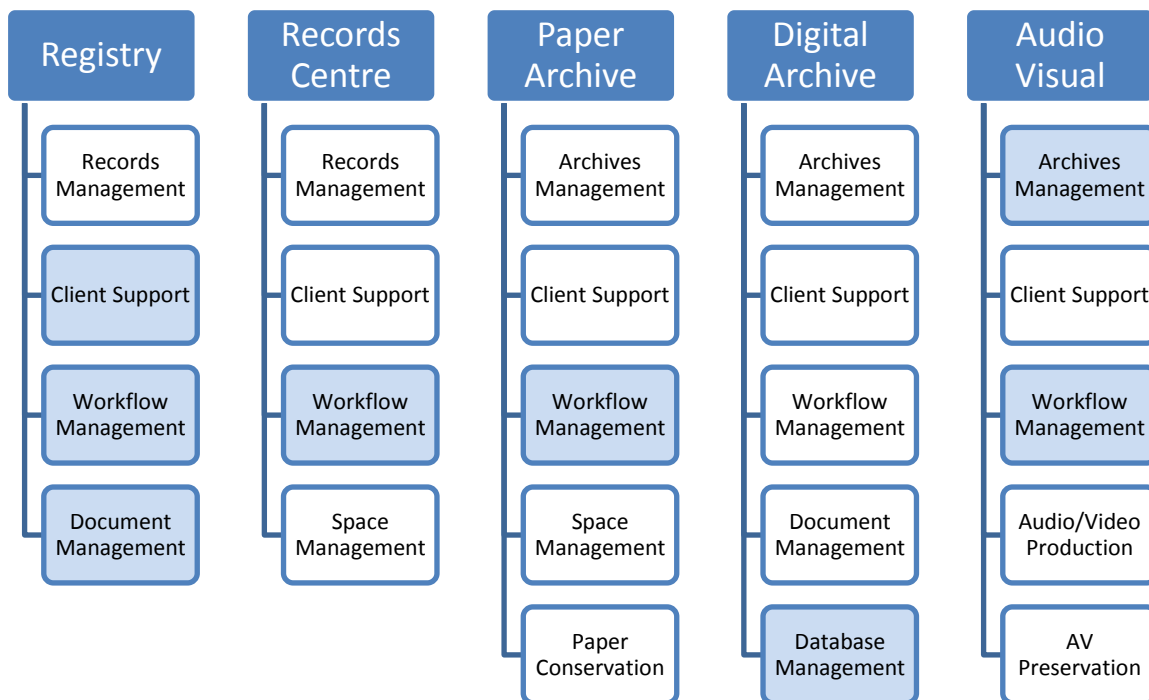 Registry
Records
Centre
Paper
Archive
Digital
Archive
Audio
Visual
Records
Management
Client Support
Workflow
Management
Document
Management
Records
Management
Client Support
Workflow
Management
Space
Management
Archives
Management
Client Support
Workflow
Management
Space
Management
Paper
Conservation
Archives
Management
Client Support
Workflow
Management
Document
Management
Database
Management
Archives
Management
Client Support
Workflow
Management
Audio/Video
Production
AV
Preservation